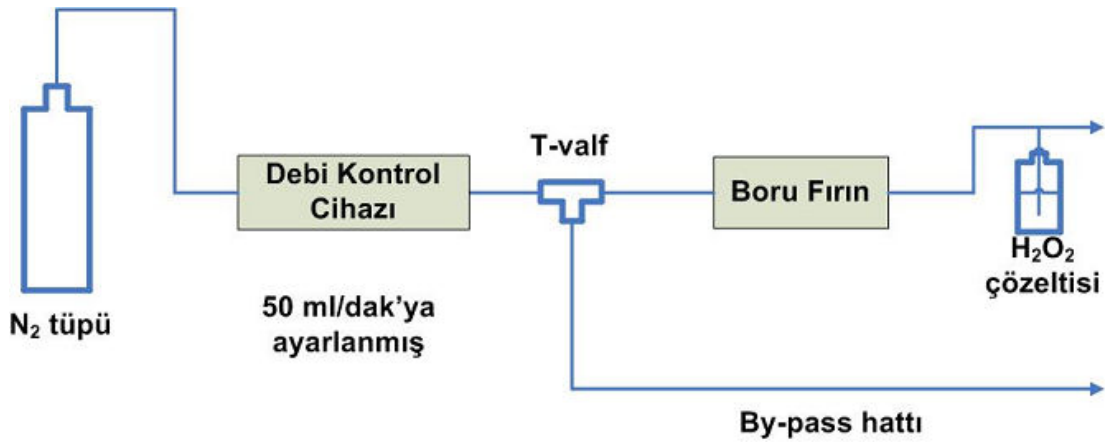 T-valf
Debi Kontrol
Cihazı
Boru Fırın
H₂O₂
çözeltisi
N₂ tüpü
50 ml/dak’ya
ayarlanmış
By-pass hattı